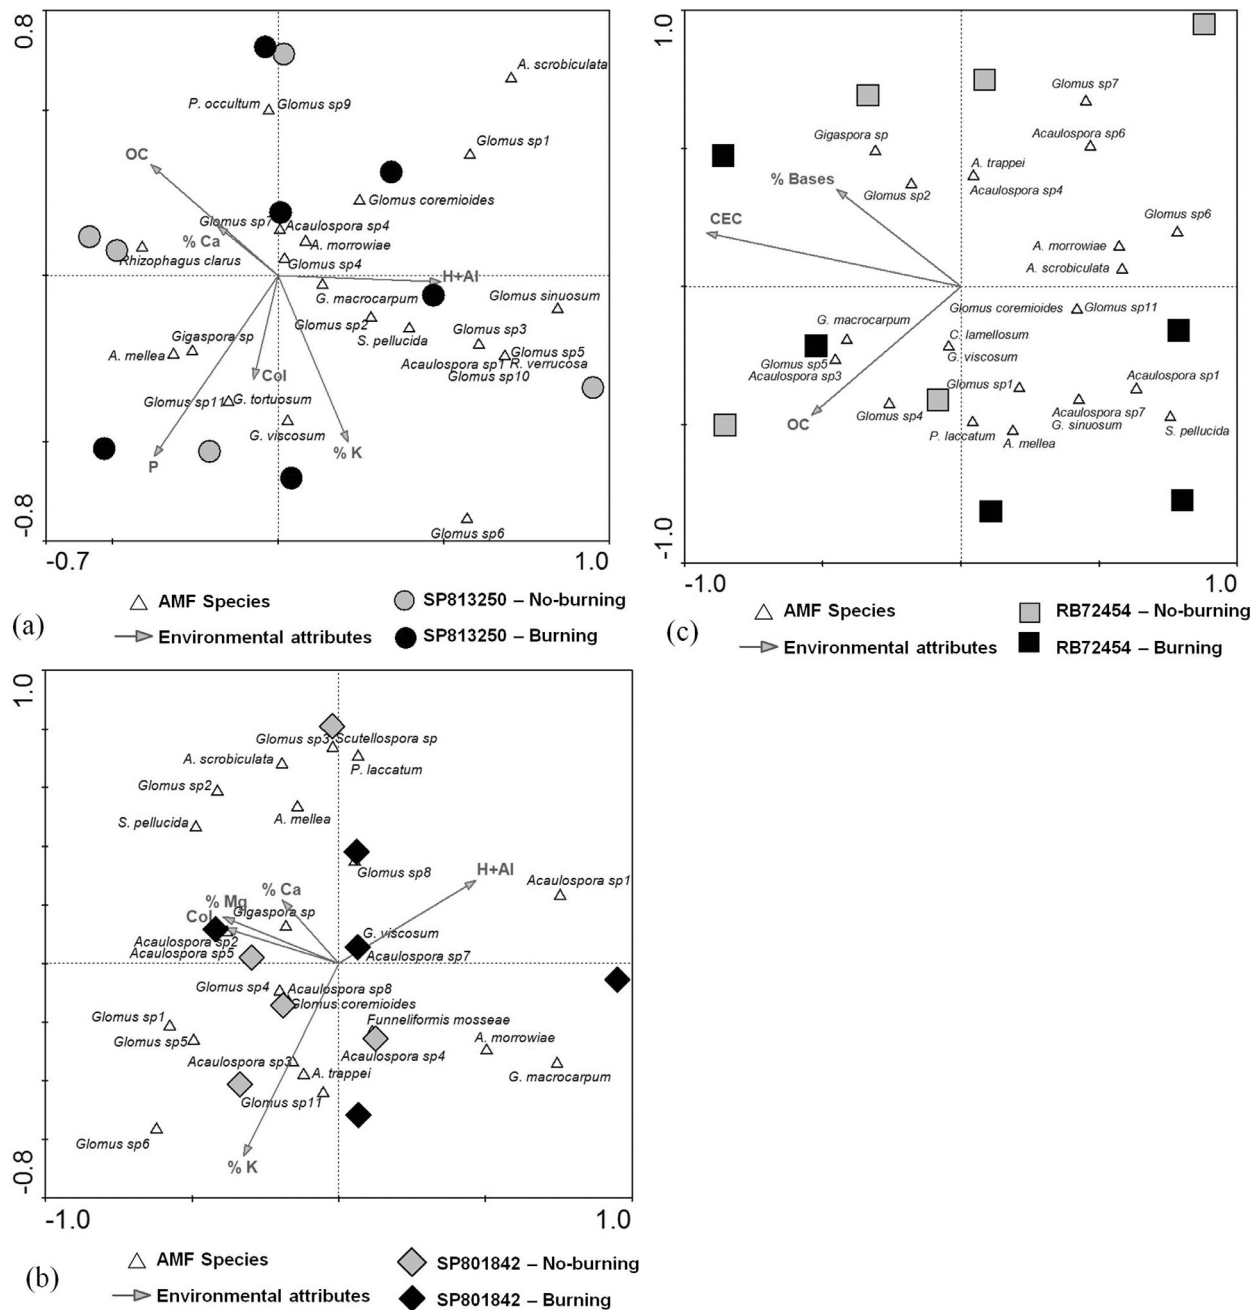 0.8
A. scrobiculata
P. occultum Glomus sp9
Glomus sp1
OC
Glomus coremioides
Glomus sp7 Acaulospora sp4
% Ca
A. morrowiae
Rhizophagus clarus
Glomus sp4
H+Al
G. macrocarpum
Glomus sinuosum
Glomus sp2
S. pellucida
Glomus sp3
Gigaspora sp
A. mellea
Glomus sp5
Acaulospora sp1 R. verrucosa
Glomus sp10
Col
Glomus sp11 G. tortuosum
G. viscosum
% K
P
Glomus sp6
-0.8
-0.7
1.0
(a)
AMF Species
SP813250 – No-burning
Environmental attributes
SP813250 – Burning
1.0
Glomus sp7
Gigaspora sp
Acaulospora sp6
A. trappei
% Bases
Glomus sp2
Acaulospora sp4
CEC
Glomus sp6
A. morrowiae
A. scrobiculata
Glomus coremioides Glomus sp11
G. macrocarpum
C. lamellosum
G. viscosum
Glomus sp5
Acaulospora sp3
Glomus sp1
Acaulospora sp1
Glomus sp4
Acaulospora sp7
OC
P. laccatum
G. sinuosum
S. pellucida
A. mellea
-1.0
-1.0
1.0
(c)
AMF Species
RB72454 – No-burning
Environmental attributes
RB72454 – Burning
1.0
Glomus sp3 Scutellospora sp
A. scrobiculata
P. laccatum
Glomus sp2
S. pellucida
A. mellea
Glomus sp8
H+Al
Acaulospora sp1
% Ca
% Mg
Gigaspora sp
Col
G. viscosum
Acaulospora sp2
Acaulospora sp5
Acaulospora sp7
Glomus sp4 Acaulospora sp8
Glomus coremioides
Glomus sp1
Funneliformis mosseae
Glomus sp5
A. morrowiae
Acaulospora sp3
Acaulospora sp4
A. trappei
G. macrocarpum
Glomus sp11
Glomus sp6
% K
-0.8
-1.0
1.0
(b)
AMF Species
SP801842 – No-burning
Environmental attributes
SP801842 – Burning